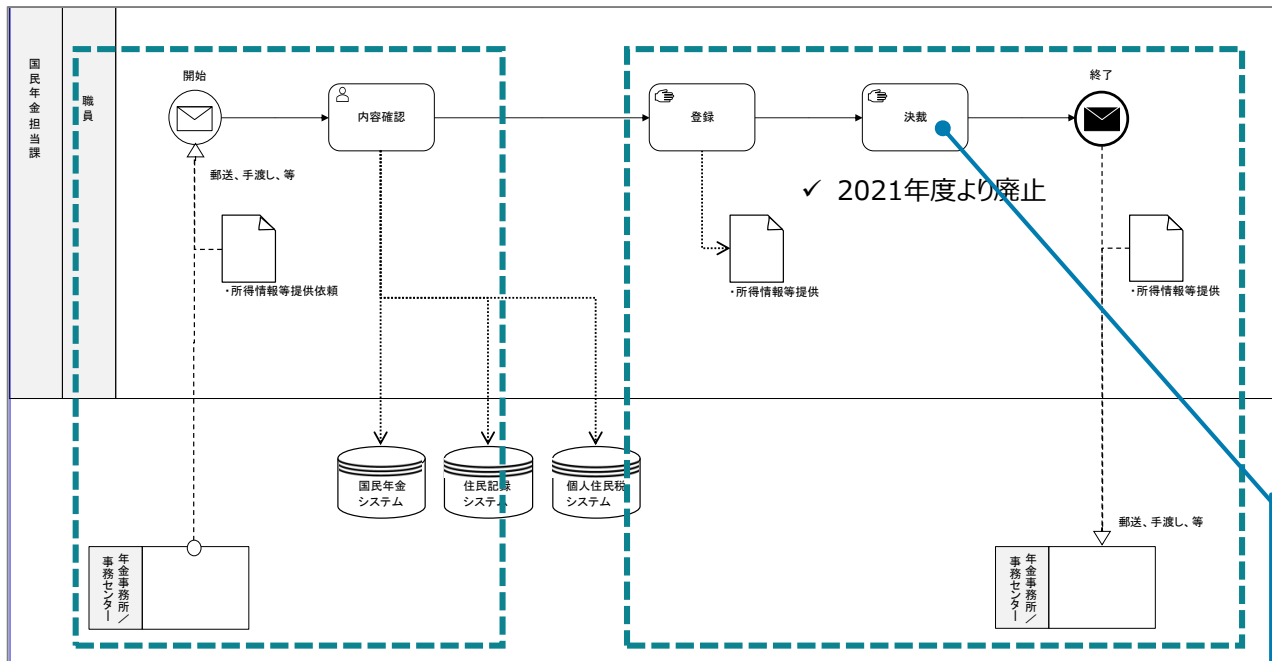 国民年金担当課
職員
開始
内容確認
登録
決裁
終了
郵送、手渡し、等
✓ 2021年度より廃止
・所得情報等提供依頼
・所得情報等提供
・所得情報等提供
国民年金
システム
住民記録
システム
個人住民税
システム
郵送、手渡し、等
年金事務所／
事務センター
年金事務所／
事務センター